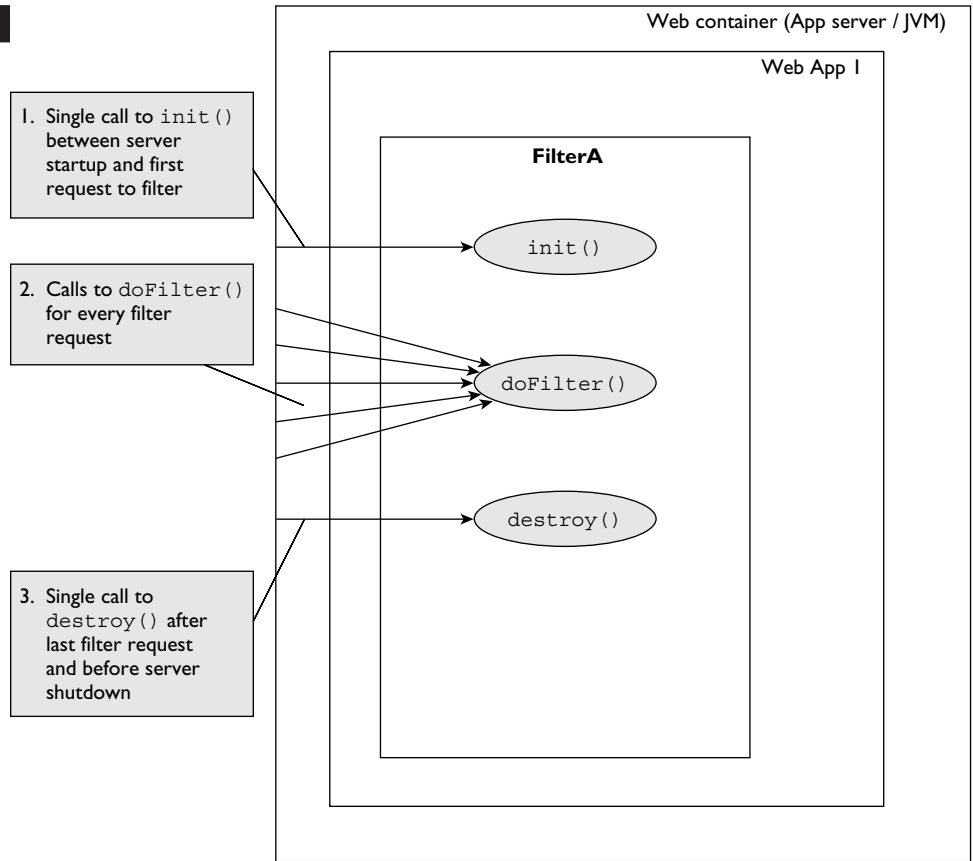 Web container (App server / JVM)
Web App 1
1. Single call to init()
between server
startup and first
request to filter
FilterA
init()
2. Calls to doFilter()
for every filter
request
doFilter()
destroy()
3. Single call to
destroy() after
last filter request
and before server
shutdown